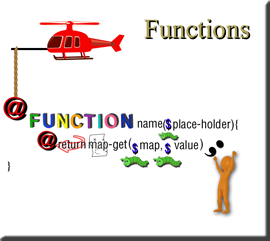 Functions
@FUNCTION name($place-holder){
@return map-get($map, $value);
}